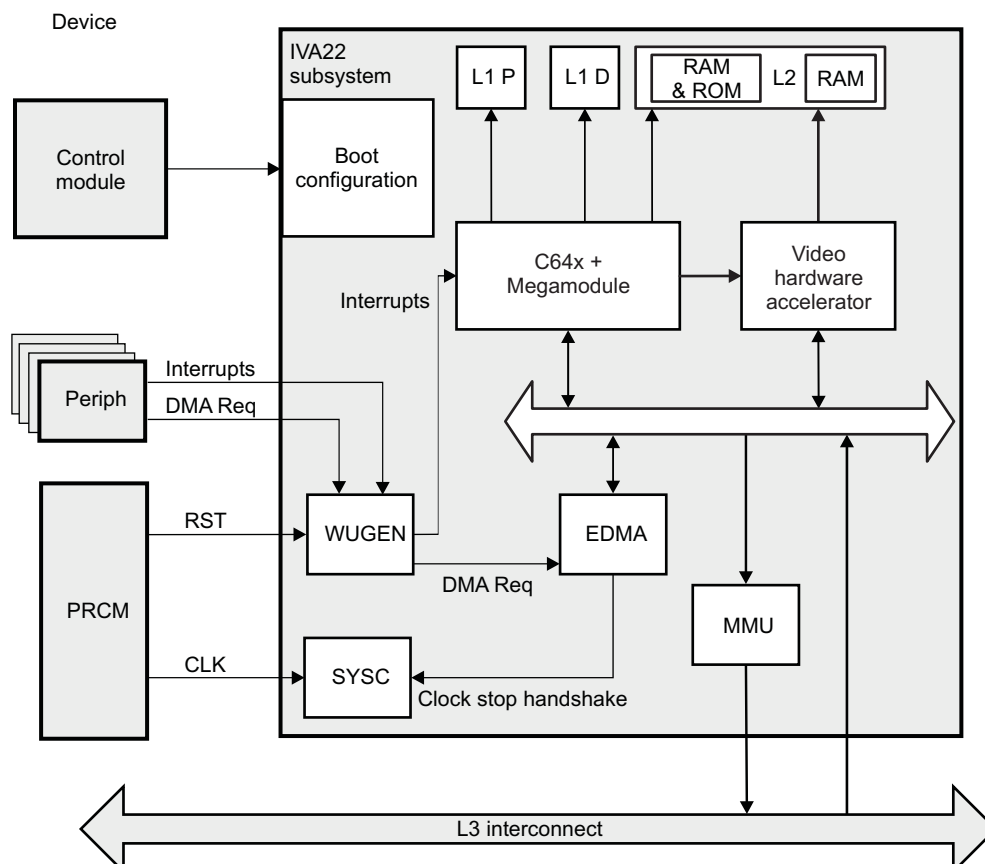 Device
IVA22
subsystem
L1 P
L1 D
RAM
& ROM
L2
RAM
Control
module
Boot
configuration
C64x +
Megamodule
Video
hardware
accelerator
Interrupts
Interrupts
Periph
DMA Req
RST
WUGEN
EDMA
DMA Req
PRCM
MMU
CLK
SYSC
Clock stop handshake
L3 interconnect